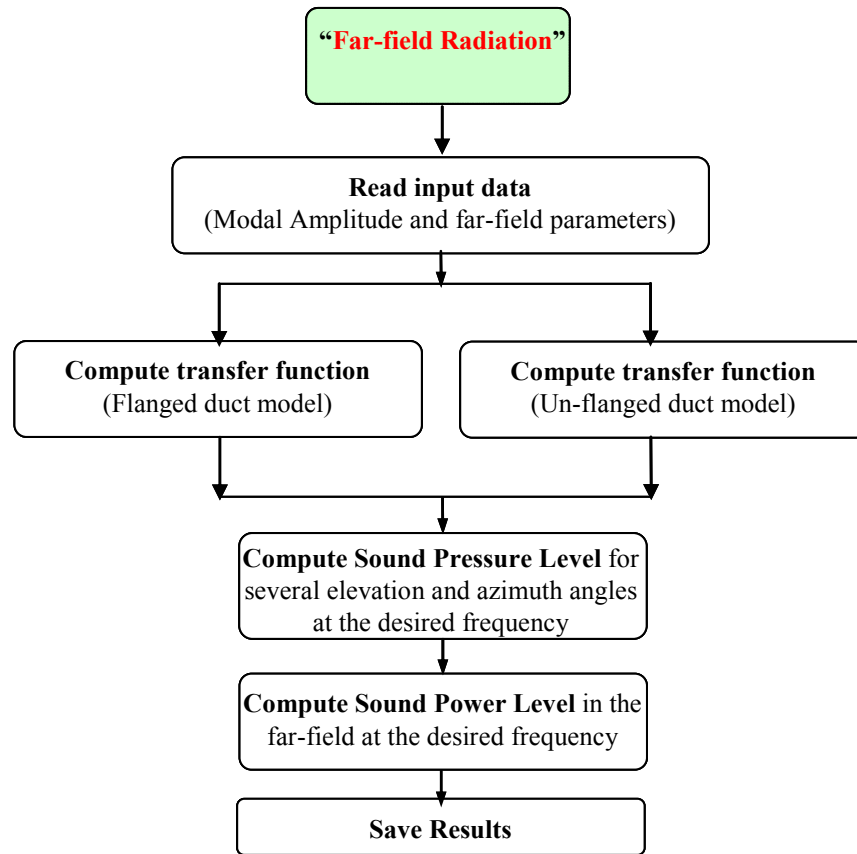 “Far-field Radiation”
Read input data
(Modal Amplitude and far-field parameters)
Compute transfer function
(Flanged duct model)
Compute transfer function
(Un-flanged duct model)
Compute Sound Pressure Level for
several elevation and azimuth angles
at the desired frequency
Compute Sound Power Level in the
far-field at the desired frequency
Save Results